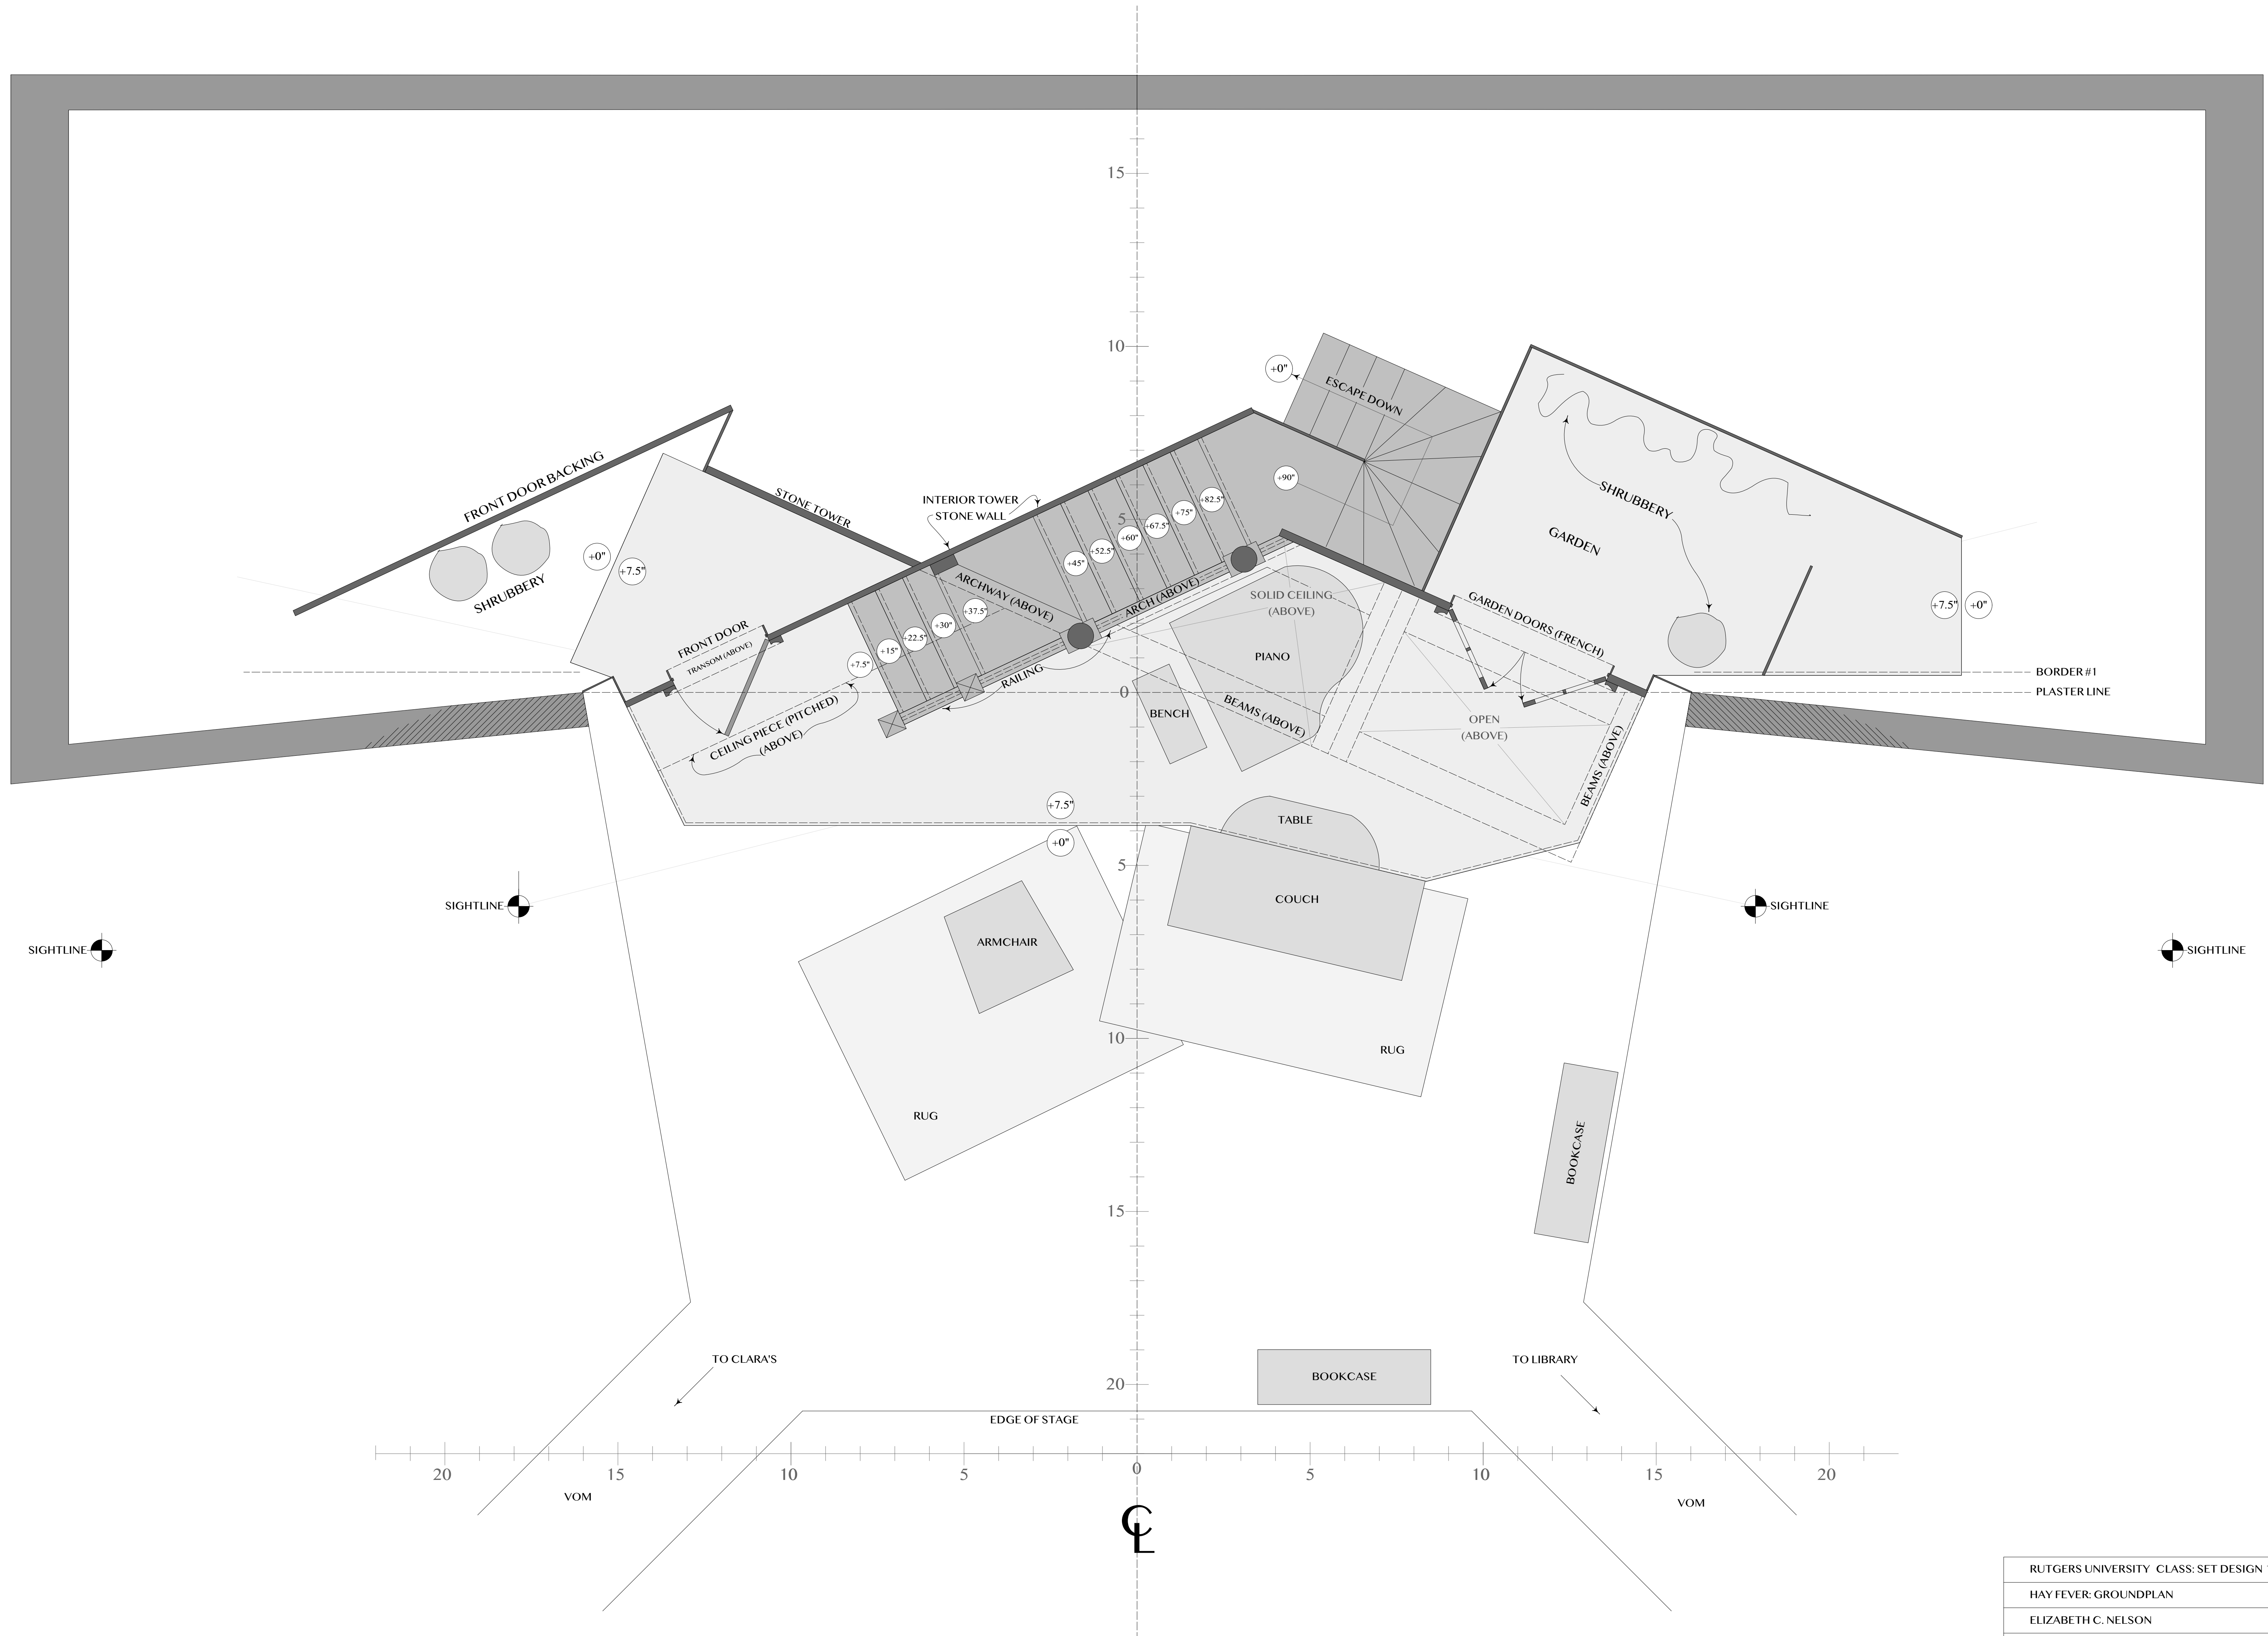 15
10
ESCAPE DOWN
+0"
FRONT DOOR BACKING
STONE TOWER
INTERIOR TOWER
STONE WALL
5
+90"
+82.5"
+75"
+67.5"
+60"
+52.5"
+45"
SHRUBBERY
GARDEN
+0"
+7.5"
SHRUBBERY
ARCHWAY (ABOVE)
ARCH (ABOVE)
SOLID CEILING
(ABOVE)
GARDEN DOORS (FRENCH)
+7.5"
+0"
FRONT DOOR
TRANSOM (ABOVE)
+7.5"
+15"
+22.5"
+30"
+37.5"
RAILING
PIANO
BORDER #1
0
PLASTER LINE
CEILING PIECE (PITCHED)
(ABOVE)
BENCH
BEAMS (ABOVE)
OPEN
(ABOVE)
BEAMS (ABOVE)
+7.5"
+0"
TABLE
5
COUCH
SIGHTLINE
SIGHTLINE
ARMCHAIR
SIGHTLINE
SIGHTLINE
10
RUG
RUG
BOOKCASE
15
TO CLARA'S
TO LIBRARY
BOOKCASE
20
EDGE OF STAGE
20
15
10
5
0
5
10
15
20
VOM
VOM
CL
RUTGERS UNIVERSITY CLASS: SET DESIGN
HAY FEVER: GROUNDPLAN
ELIZABETH C. NELSON